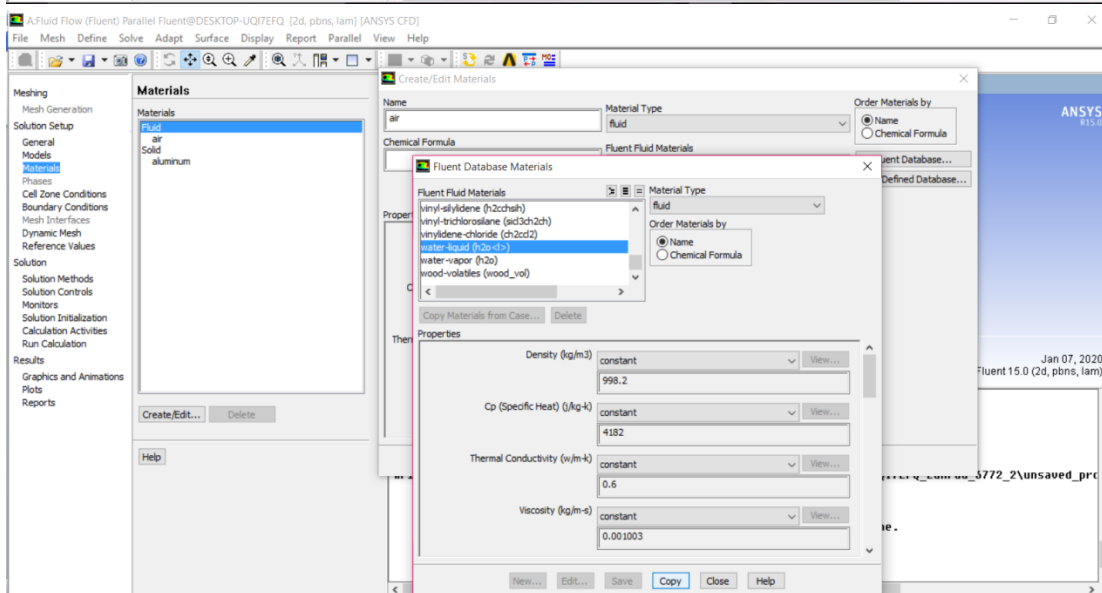 A:Fluid Flow (Fluent) Parallel Fluent@DESKTOP-UQI7EFQ [2d, pbns, lam] [ANSYS CFD]
File Mesh Define Solve Adapt Surface Display Report Parallel View Help
Meshing
Mesh Generation
Solution Setup
General
Models
Materials
Phases
Cell Zone Conditions
Boundary Conditions
Mesh Interfaces
Dynamic Mesh
Reference Values
Solution
Solution Methods
Solution Controls
Monitors
Solution Initialization
Calculation Activities
Run Calculation
Results
Graphics and Animations
Plots
Reports
Materials
Materials
Fluid
air
Solid
aluminum
Create/Edit... Delete
Help
Create/Edit Materials
Name
air
Chemical Formula
Material Type
fluid
Fluent Fluid Materials
Order Materials by
Name
Chemical Formula
uent Database...
Defined Database...
Proper
Ther
Fluent Database Materials
Fluent Fluid Materials
vinyl-silylidene (h2cchsih)
vinyl-trichlorosilane (sicl3ch2ch)
vinylidene-chloride (ch2ccl2)
water-liquid (h2o<l>)
water-vapor (h2o)
wood-volatiles (wood_vol)
Material Type
fluid
Order Materials by
Name
Chemical Formula
Copy Materials from Case... Delete
Properties
Density (kg/m3) constant View...
998.2
Cp (Specific Heat) (j/kg-k) constant View...
4182
Thermal Conductivity (w/m-k) constant View...
0.6
Viscosity (kg/m-s) constant View...
0.001003
New... Edit... Save Copy Close Help
ANSYS
R15.0
Jan 07, 2020
Fluent 15.0 (2d, pbns, lam)
5772_2\unsaved_pro